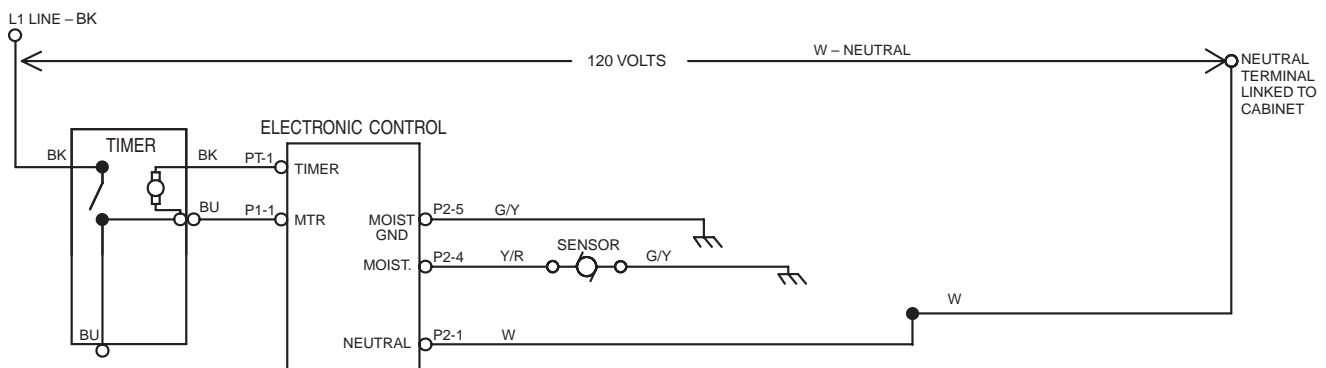 L1 LINE – BK
120 VOLTS
W – NEUTRAL
NEUTRAL
TERMINAL
LINKED TO
CABINET
ELECTRONIC CONTROL
TIMER
BK
BK
PT-1
TIMER
BU
P1-1
MTR
MOIST
GND
P2-5
G/Y
SENSOR
MOIST.
P2-4
Y/R
G/Y
W
BU
NEUTRAL
P2-1
W